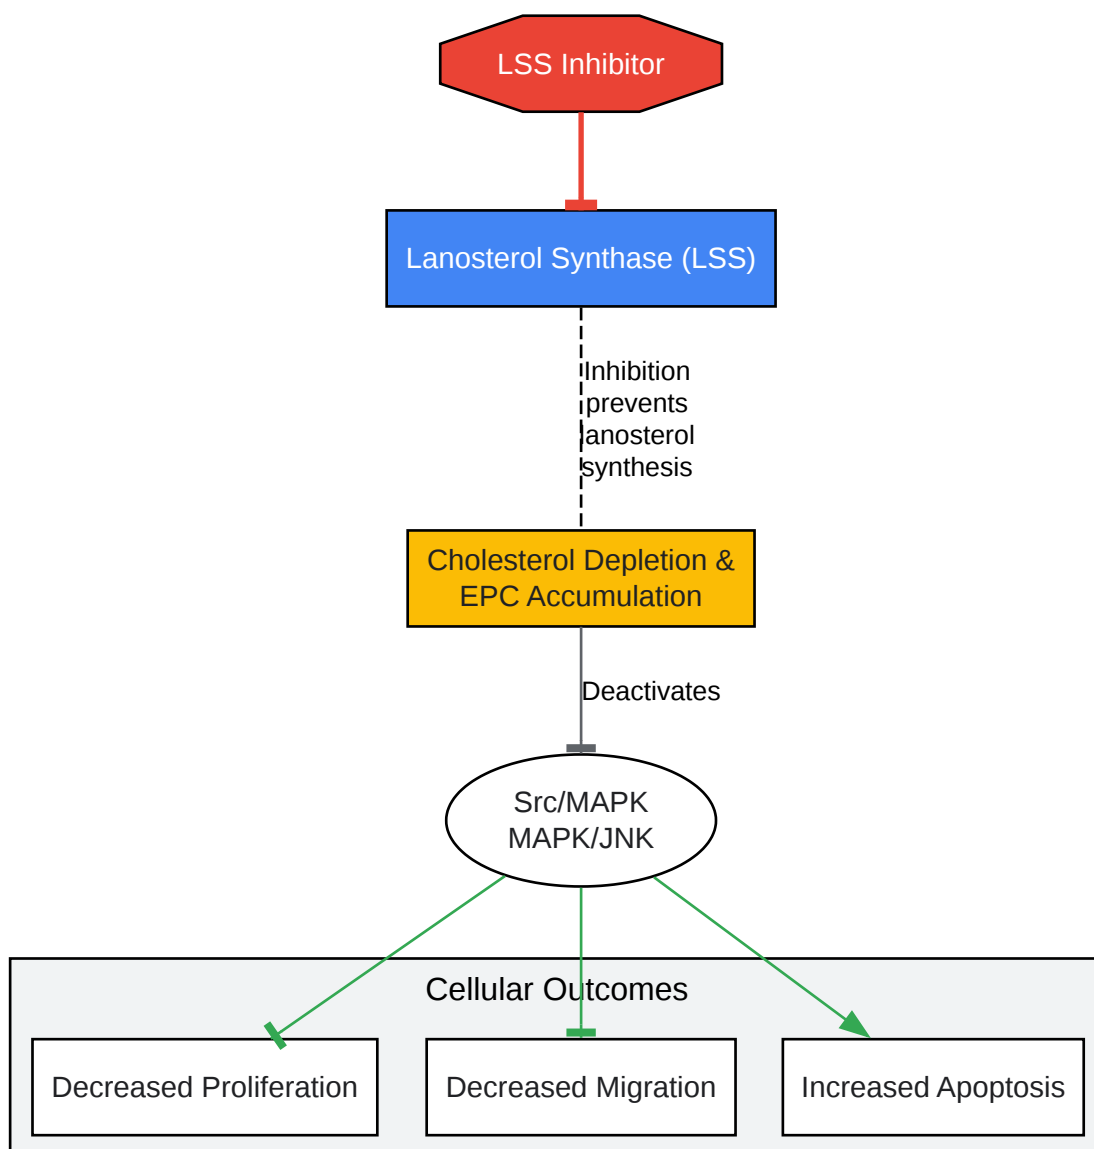 LSS Inhibitor
Lanosterol Synthase (LSS)
Inhibition
prevents
lanosterol
synthesis
Cholesterol Depletion &
EPC Accumulation
Deactivates
Src/MAPK
MAPK/JNK
Cellular Outcomes
Decreased Proliferation
Decreased Migration
Increased Apoptosis